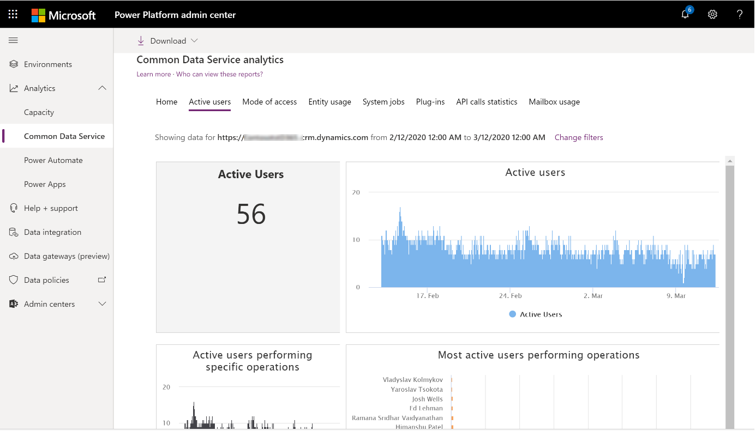 Microsoft Power Platform admin center 6 ?
Download
Common Data Service analytics
Learn more · Who can view these reports?
Environments
Analytics
Capacity
Common Data Service
Power Automate
Power Apps
Help + support
Data integration
Data gateways (preview)
Data policies
Admin centers
Home Active users Mode of access Entity usage System jobs Plug-ins API calls statistics Mailbox usage
Showing data for https:// .crm.dynamics.com from 2/12/2020 12:00 AM to 3/12/2020 12:00 AM Change filters
Active Users
56
Active users
20
10
0
17. Feb 24. Feb 2. Mar 9. Mar
Active Users
Active users performing
specific operations
20
10
Most active users performing operations
Vladyslav Kolmykov
Yaroslav Tsokota
Josh Wells
Ed Lehman
Ramana Sridhar Vaidyanathan
Himanshu Patel